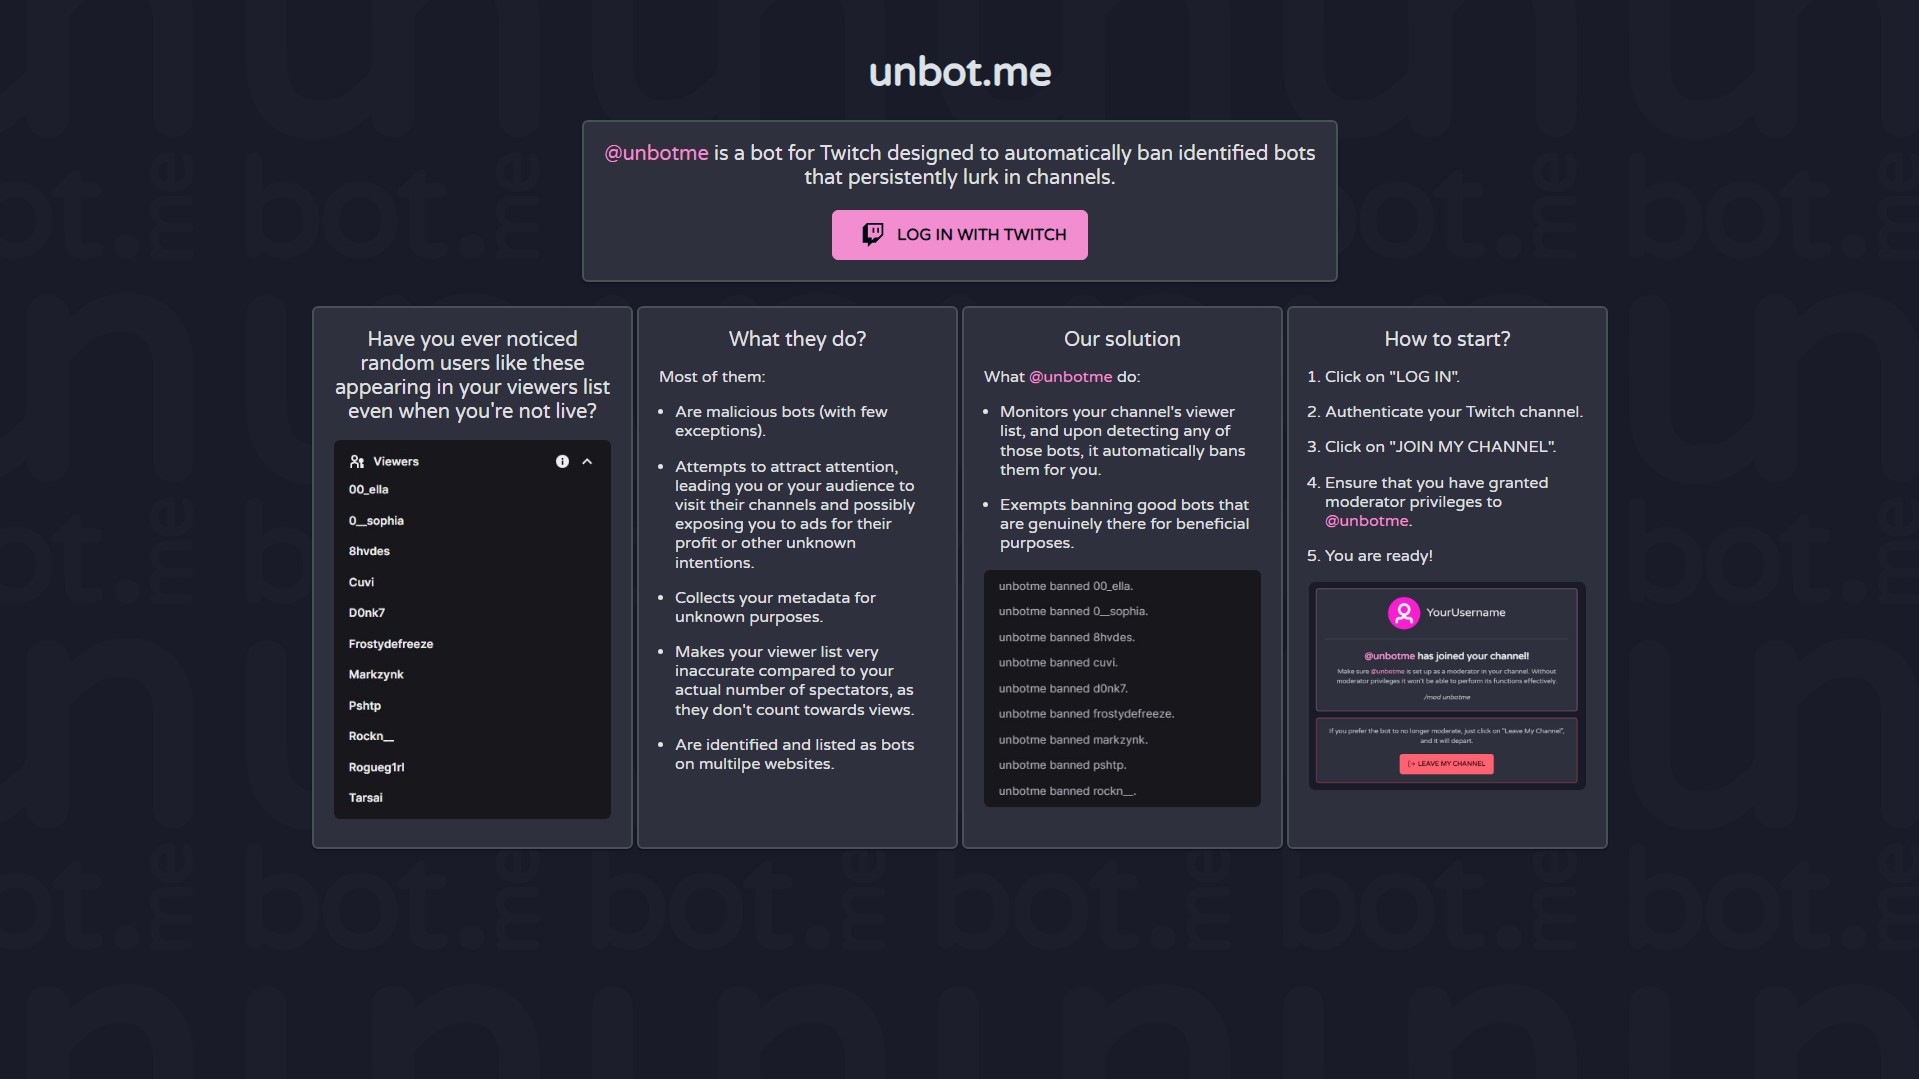 unbot.me
@unbotme is a bot for Twitch designed to automatically ban identified bots
that persistently lurk in channels.
LOG IN WITH TWITCH
Have you ever noticed
random users like these
appearing in your viewers list
even when you're not live?
Viewers
00_ella
0__sophia
8hvdes
Cuvi
D0nk7
Frostydefreeze
Markzynk
Pshtp
Rockn__
Rogueg1rl
Tarsai
What they do?
Most of them:
• Are malicious bots (with few
exceptions).
• Attempts to attract attention,
leading you or your audience to
visit their channels and possibly
exposing you to ads for their
profit or other unknown
intentions.
• Collects your metadata for
unknown purposes.
• Makes your viewer list very
inaccurate compared to your
actual number of spectators, as
they don't count towards views.
• Are identified and listed as bots
on multilpe websites.
Our solution
What @unbotme do:
• Monitors your channel's viewer
list, and upon detecting any of
those bots, it automatically bans
them for you.
• Exempts banning good bots that
are genuinely there for beneficial
purposes.
unbotme banned 00_ella.
unbotme banned 0__sophia.
unbotme banned 8hvdes.
unbotme banned cuvi.
unbotme banned d0nk7.
unbotme banned frostydefreeze.
unbotme banned markzynk.
unbotme banned pshtp.
unbotme banned rockn__.
How to start?
1. Click on "LOG IN".
2. Authenticate your Twitch channel.
3. Click on "JOIN MY CHANNEL".
4. Ensure that you have granted
moderator privileges to
@unbotme.
5. You are ready!
YourUsername
@unbotme has joined your channel!
Make sure @unbotme is set up as a moderator in your channel. Without
moderator privileges it won't be able to perform its functions effectively.
/mod unbotme
If you prefer the bot to no longer moderate, just click on "Leave My Channel",
and it will depart.
LEAVE MY CHANNEL